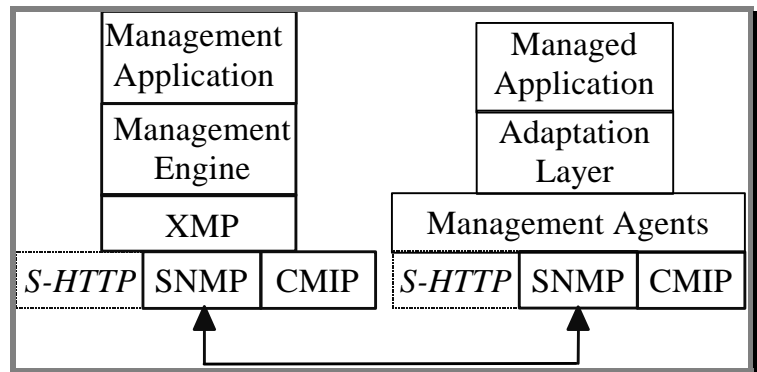 Management
Application
Management
Engine
XMP
S-HTTP SNMP CMIP
Managed
Application
Adaptation
Layer
Management Agents
S-HTTP SNMP CMIP